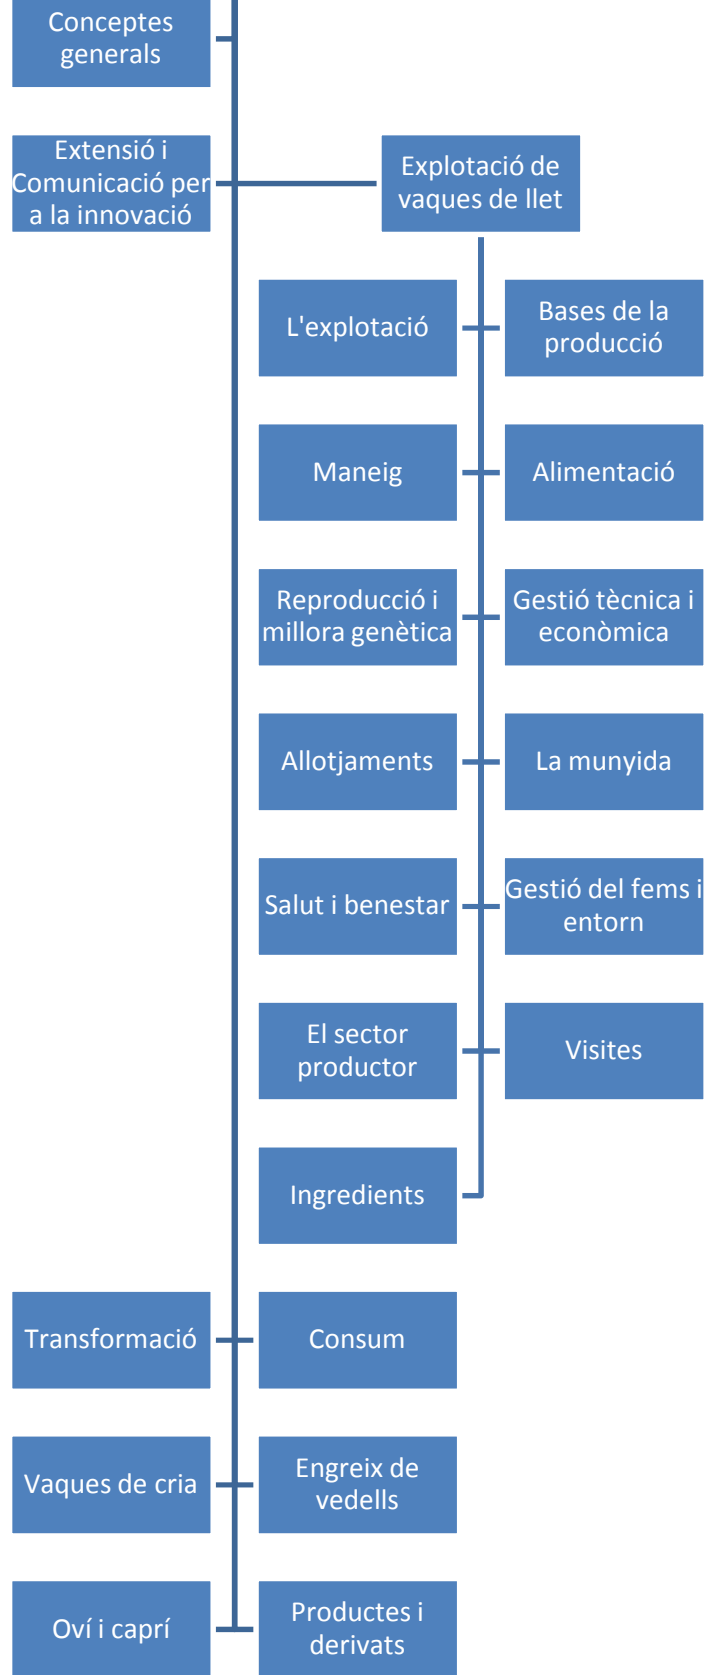 Conceptes
generals
Extensió i
Comunicació per
a la innovació
Explotació de
vaques de llet
L'explotació
Bases de la
producció
Maneig
Alimentació
Reproducció i
millora genètica
Gestió tècnica i
econòmica
Allotjaments
La munyida
Salut i benestar
Gestió del fems i
entorn
El sector
productor
Visites
Ingredients
Transformació
Consum
Vaques de cria
Engreix de
vedells
Oví i caprí
Productes i
derivats